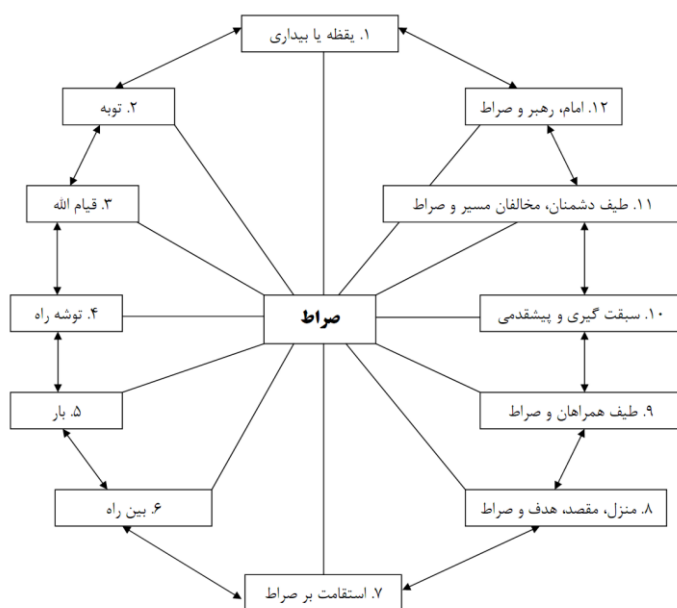 ۱. یقظه یا بیداری
۲. توبه
۳. قیام الله
۴. توشه راه
۵. بار
۶. بین راه
۷. استقامت بر صراط
۸. منزل، مقصد، هدف و صراط
۹. طیف همراهان و صراط
۱۰. سبقت گیری و پیشقدمی
۱۱. طیف دشمنان، مخالفان مسیر و صراط
۱۲. امام، رهبر و صراط
صراط